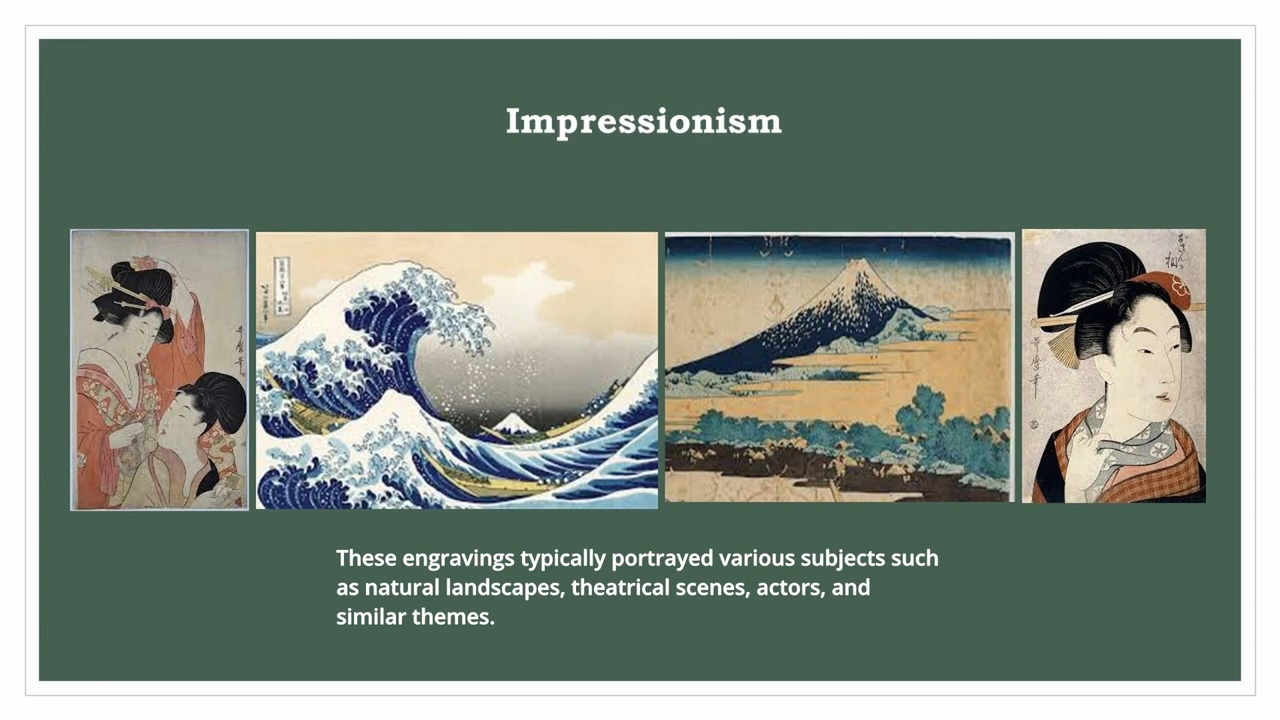 Impressionism
These engravings typically portrayed various subjects such
as natural landscapes, theatrical scenes, actors, and
similar themes.